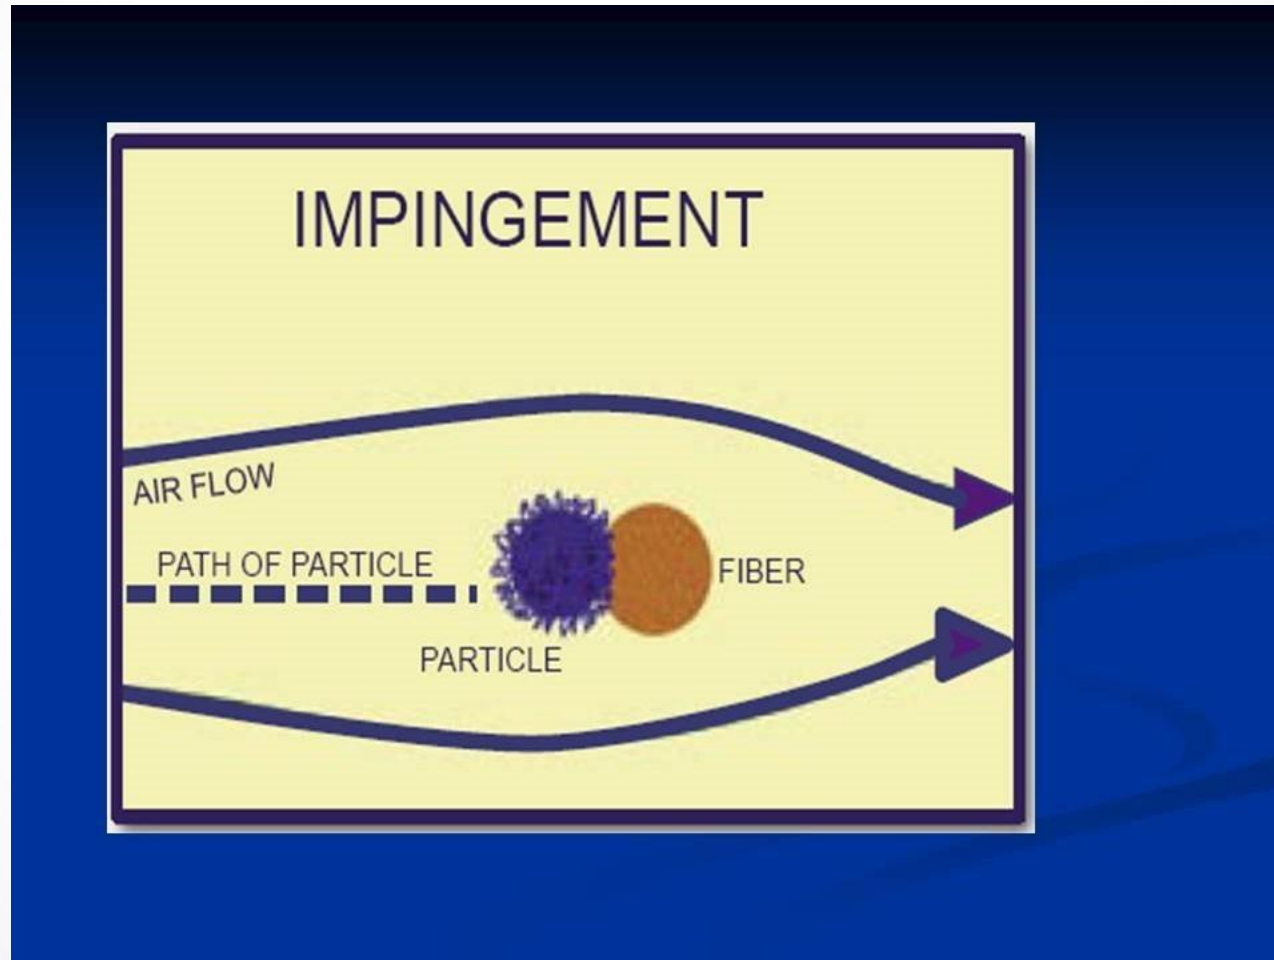 IMPINGEMENT
AIR FLOW
PATH OF PARTICLE
FIBER
PARTICLE